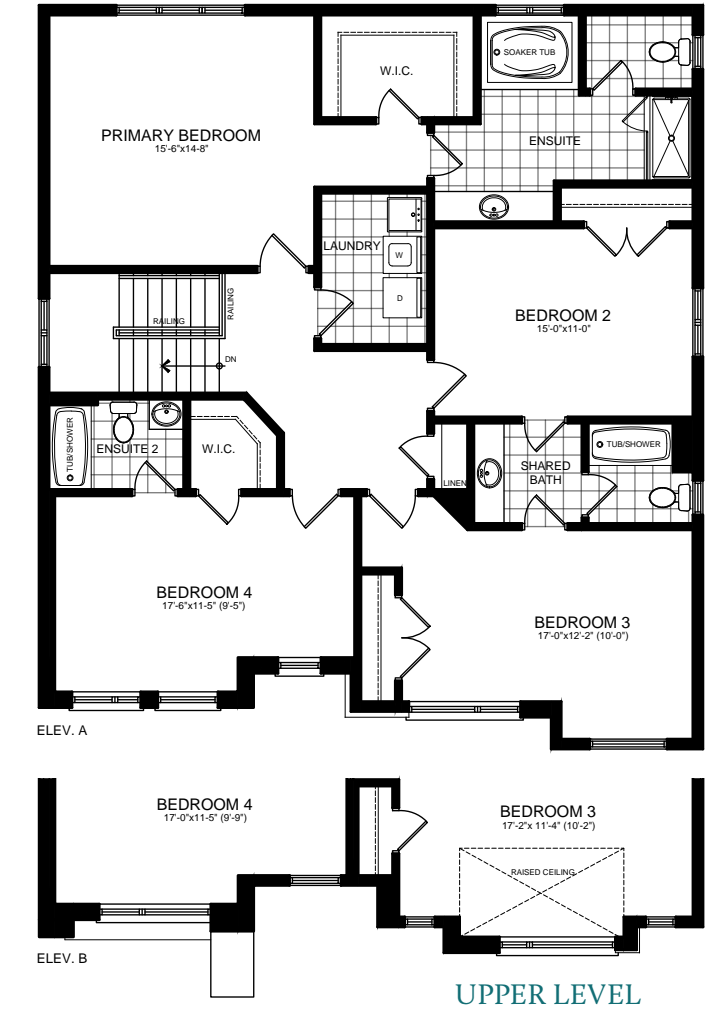 SOAKER TUB
W.I.C.
PRIMARY BEDROOM
15'-6"x14-8"
ENSUITE
LAUNDRY
W
D
RAILING
RAILING
BEDROOM 2
15'-0"x11-0"
DN
TUB/SHOWER
ENSUITE 2
W.I.C.
LINEN
SHARED
BATH
TUB/SHOWER
BEDROOM 4
17'-6"x11-5" (9'-5")
BEDROOM 3
17'-0"x12'-2" (10'-0")
ELEV. A
BEDROOM 4
17'-0"x11-5" (9'-9")
BEDROOM 3
17'-2"x 11'-4" (10'-2")
RAISED CEILING
ELEV. B
UPPER LEVEL